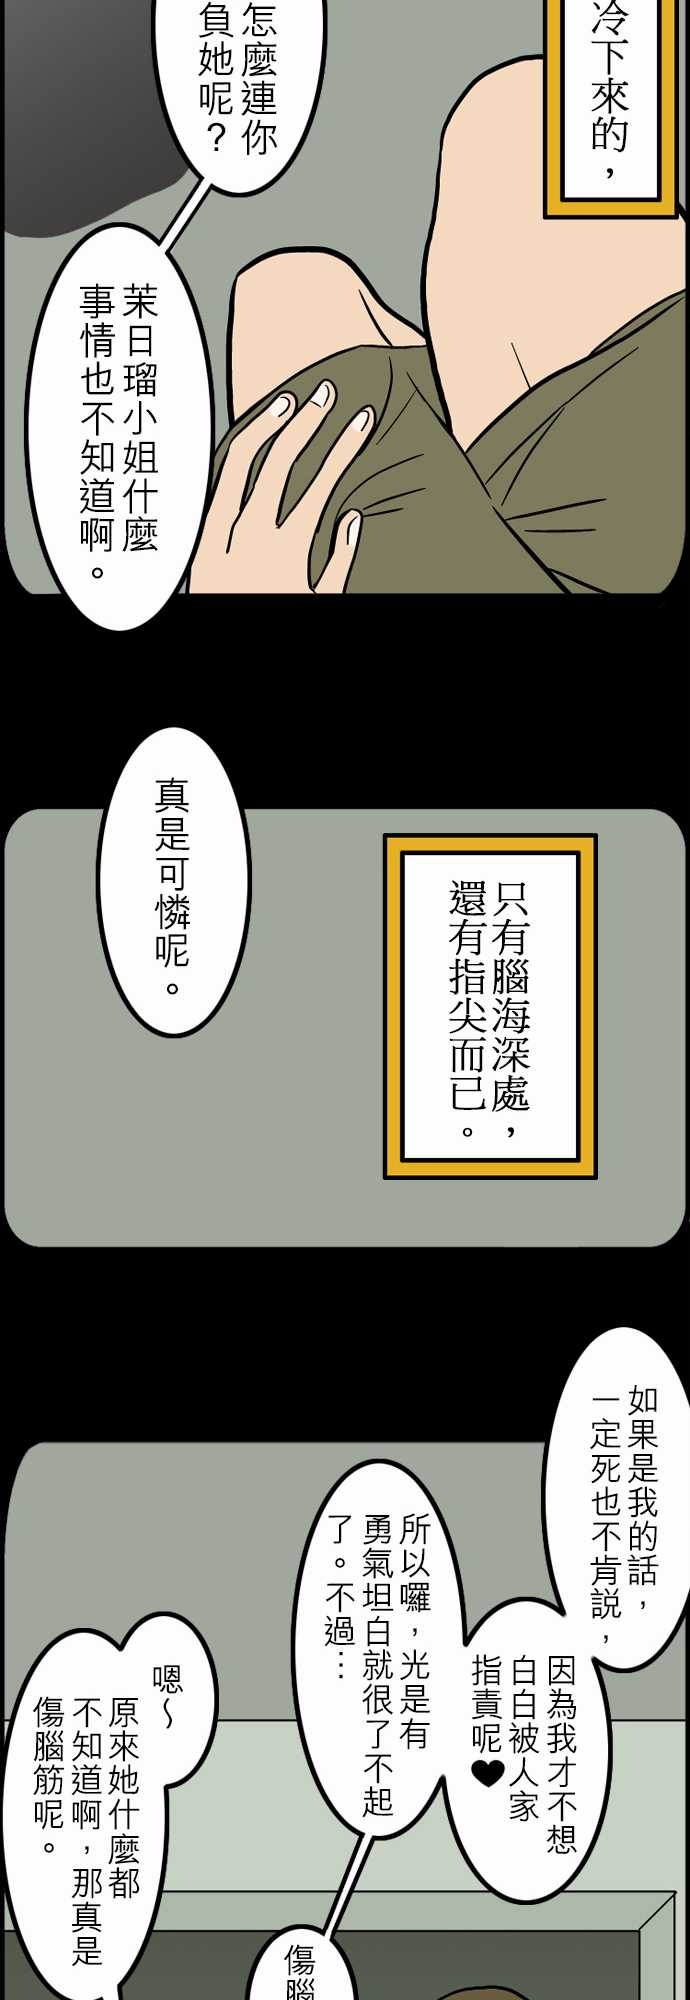 冷下來的，
怎麼連你
負她呢？
茉日瑠小姐什麼
事情也不知道啊。
真是可憐呢。
只有腦海深處，
還有指尖而已。
如果是我的話，
一定死也不肯説，
因為我才不想
白白被人家
指責呢♥
所以囉，光是有
勇氣坦白就很了不起
了。不過…
嗯～
原來她什麼都
不知道啊，那真是
傷腦筋呢。
傷腦